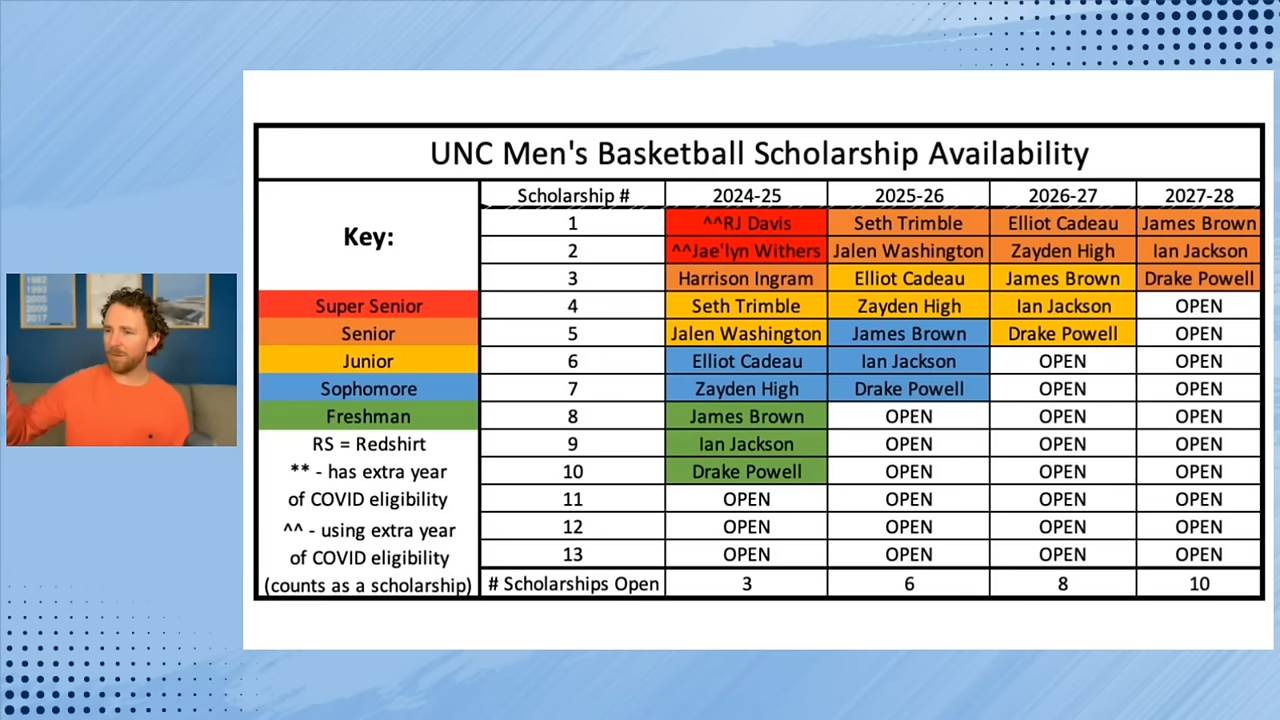 UNC Men's Basketball Scholarship Availability
Key: Scholarship # 2024-25 2025-26 2026-27 2027-28
1 ^^RJ Davis Seth Trimble Elliot Cadeau James Brown
2 ^^Jae'lyn Withers Jalen Washington Zayden High Ian Jackson
3 Harrison Ingram Elliot Cadeau James Brown Drake Powell
Super Senior 4 Seth Trimble Zayden High Ian Jackson OPEN
Senior 5 Jalen Washington James Brown Drake Powell OPEN
Junior 6 Elliot Cadeau Ian Jackson OPEN OPEN
Sophomore 7 Zayden High Drake Powell OPEN OPEN
Freshman 8 James Brown OPEN OPEN OPEN
RS = Redshirt 9 Ian Jackson OPEN OPEN OPEN
** - has extra year 10 Drake Powell OPEN OPEN OPEN
of COVID eligibility 11 OPEN OPEN OPEN OPEN
^^ - using extra year 12 OPEN OPEN OPEN OPEN
of COVID eligibility 13 OPEN OPEN OPEN OPEN
(counts as a scholarship) # Scholarships Open 3 6 8 10
1982
1993
2005
2009
2017